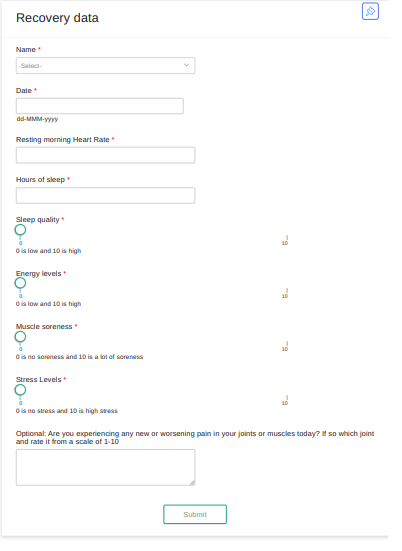 Recovery data
Name *
-Select-
Date *
dd-MMM-yyyy
Resting morning Heart Rate *
Hours of sleep *
Sleep quality *
0 10
0 is low and 10 is high
Energy levels *
0 10
0 is low and 10 is high
Muscle soreness *
0 10
0 is no soreness and 10 is a lot of soreness
Stress Levels *
0 10
0 is no stress and 10 is high stress
Optional: Are you experiencing any new or worsening pain in your joints or muscles today? If so which joint
and rate it from a scale of 1-10
Submit